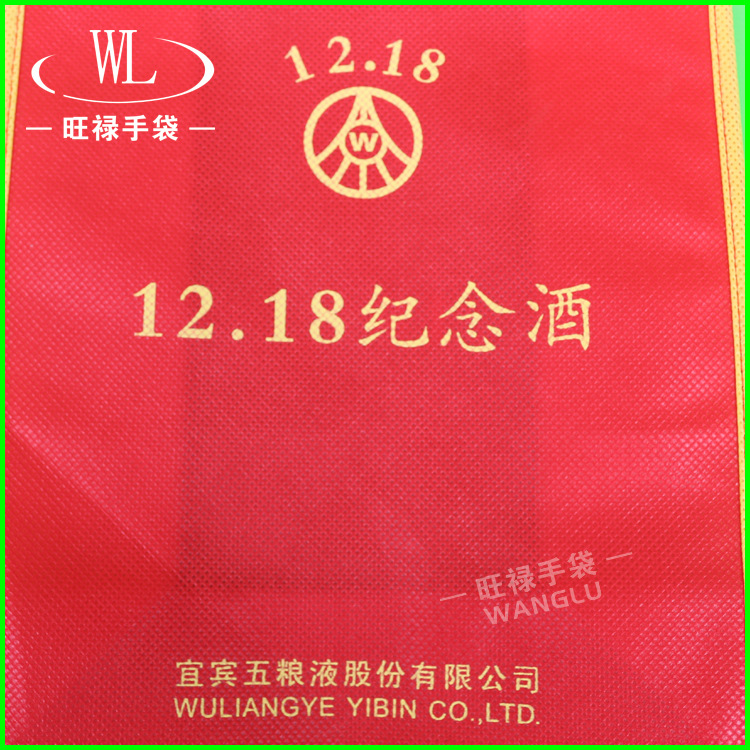 WL
— 旺禄手袋 —
12.18
W
12.18纪念酒
— 旺禄手袋 —
WANGLU
宜宾五粮液股份有限公司
WULIANGYE YIBIN CO.,LTD.